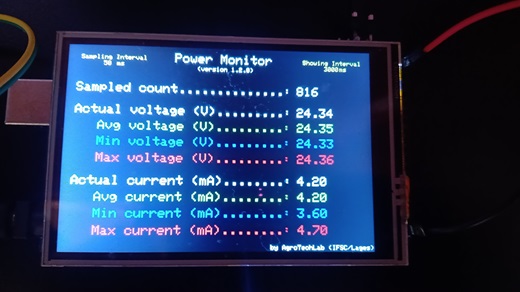 Sampling Interval
50 ms
Power Monitor
(version 1.2.0)
Showing Interval
3000ms
Sampled count..............: 816
Actual voltage (V).........: 24.34
Avg voltage (V).........: 24.35
Min voltage (V).........: 24.33
Max voltage (V).........: 24.36
Actual current (mA)........: 4.20
Avg current (mA)........: 4.20
Min current (mA)........: 3.60
Max current (mA)........: 4.70
by AgroTechLab (IFSC/Lages)